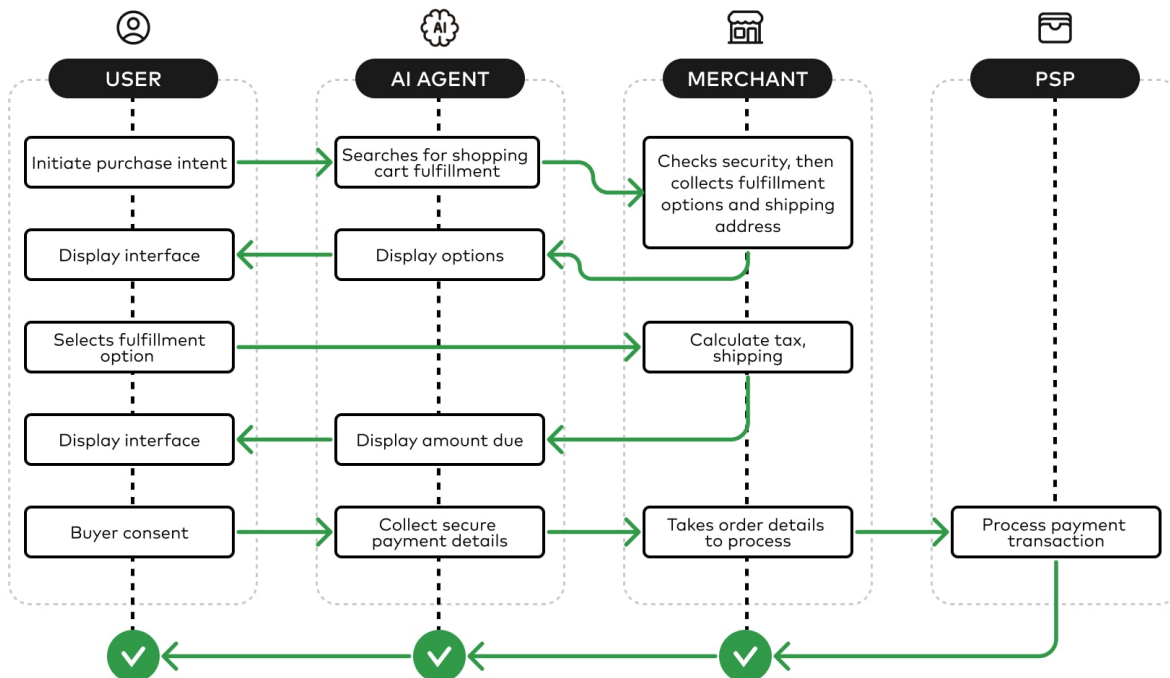 AI
USER
AI AGENT
MERCHANT
PSP
Initiate purchase intent
Searches for shopping
cart fulfillment
Checks security, then
collects fulfillment
options and shipping
address
Display interface
Display options
Selects fulfillment
option
Calculate tax,
shipping
Display interface
Display amount due
Buyer consent
Collect secure
payment details
Takes order details
to process
Process payment
transaction